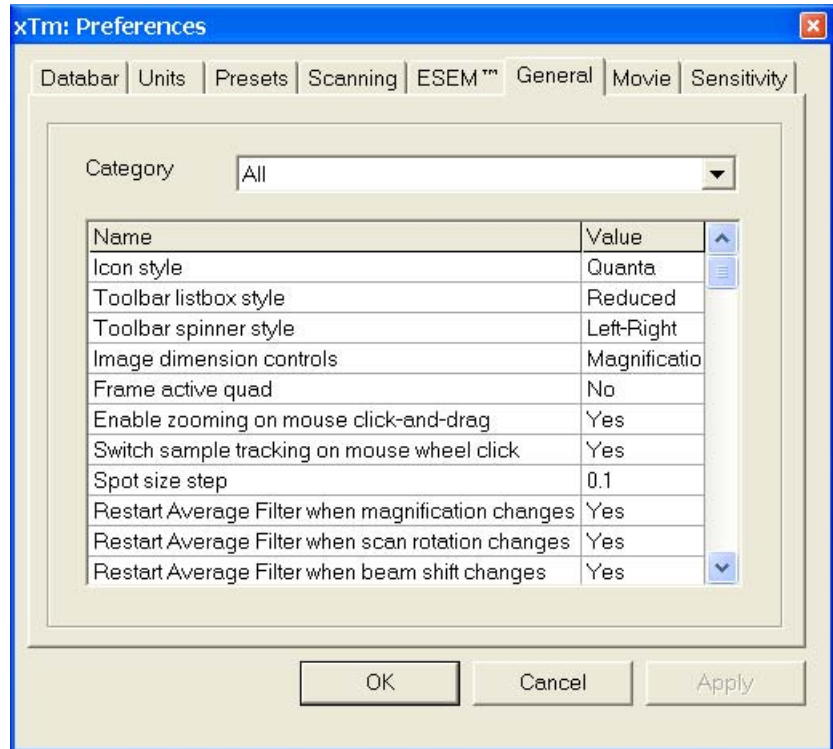 xTm: Preferences
Databar Units Presets Scanning ESEM™ General Movie Sensitivity
Category All
Name Value
Icon style Quanta
Toolbar listbox style Reduced
Toolbar spinner style Left-Right
Image dimension controls Magnificatio
Frame active quad No
Enable zooming on mouse click-and-drag Yes
Switch sample tracking on mouse wheel click Yes
Spot size step 0.1
Restart Average Filter when magnification changes Yes
Restart Average Filter when scan rotation changes Yes
Restart Average Filter when beam shift changes Yes
OK Cancel Apply